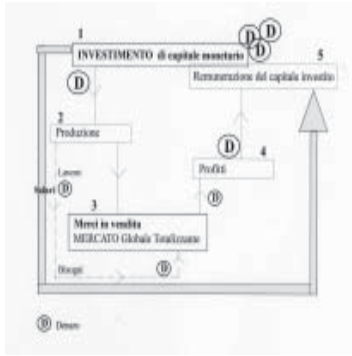 1
INVESTIMENTO di capitale monetario
D
D
D
5
Remunerazione del capitale investito
D
2
Produzione
D
4
Profitti
Lavoro
Salari D
D
3
Merci in vendita
MERCATO Globale Totalizzante
Bisogni
D
D Denaro